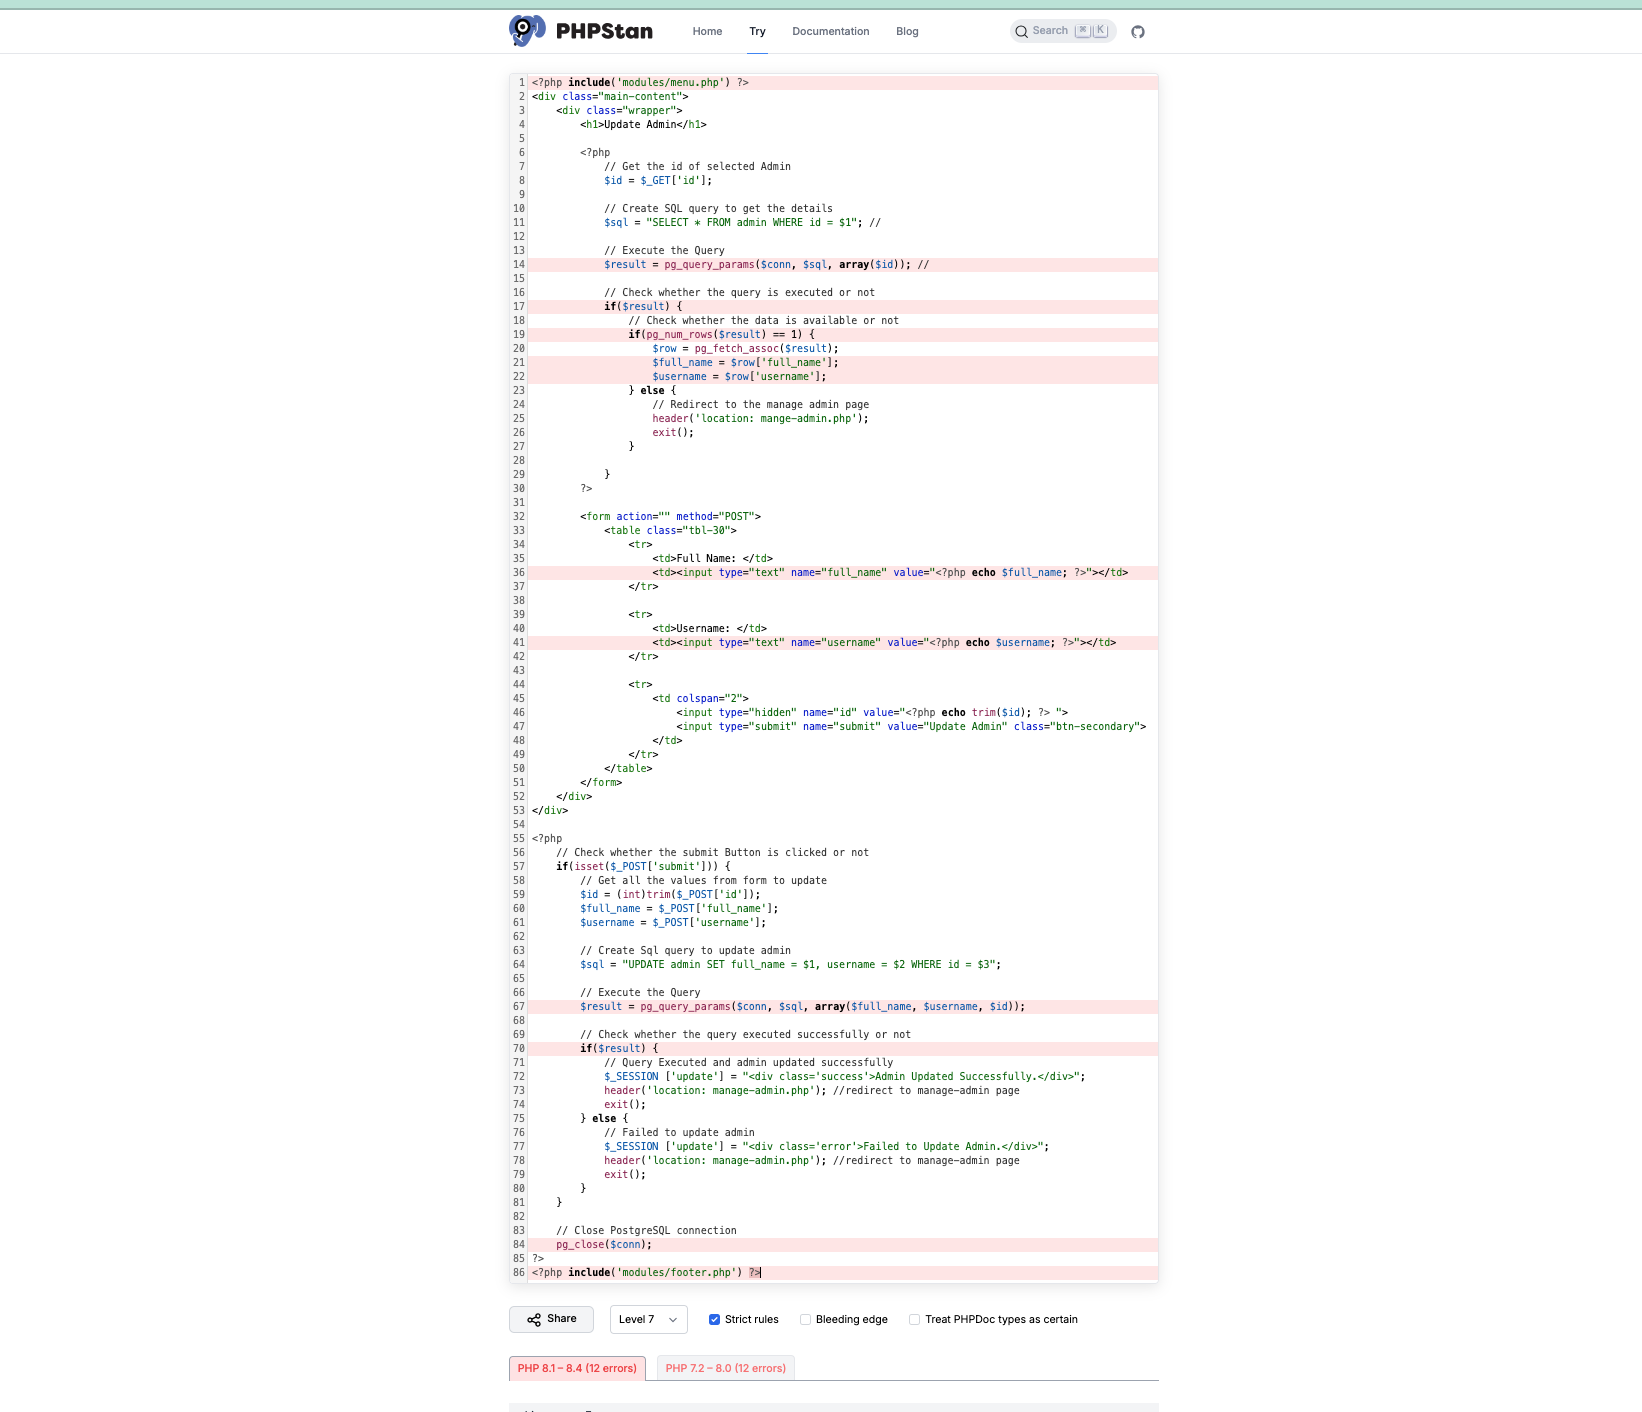 PHPStan
Home Try Documentation Blog
Search ⌘ K
1 <?php include('modules/menu.php') ?>
2 <div class="main-content">
3     <div class="wrapper">
4         <h1>Update Admin</h1>
5
6         <?php
7             // Get the id of selected Admin
8             $id = $_GET['id'];
9
10             // Create SQL query to get the details
11             $sql = "SELECT * FROM admin WHERE id = $1"; //
12
13             // Execute the Query
14             $result = pg_query_params($conn, $sql, array($id)); //
15
16             // Check whether the query is executed or not
17             if($result) {
18                 // Check whether the data is available or not
19                 if(pg_num_rows($result) == 1) {
20                     $row = pg_fetch_assoc($result);
21                     $full_name = $row['full_name'];
22                     $username = $row['username'];
23                 } else {
24                     // Redirect to the manage admin page
25                     header('location: mange-admin.php');
26                     exit();
27                 }
28
29             }
30         ?>
31
32         <form action="" method="POST">
33             <table class="tbl-30">
34                 <tr>
35                     <td>Full Name: </td>
36                     <td><input type="text" name="full_name" value="<?php echo $full_name; ?>"></td>
37                 </tr>
38
39                 <tr>
40                     <td>Username: </td>
41                     <td><input type="text" name="username" value="<?php echo $username; ?>"></td>
42                 </tr>
43
44                 <tr>
45                     <td colspan="2">
46                         <input type="hidden" name="id" value="<?php echo trim($id); ?> ">
47                         <input type="submit" name="submit" value="Update Admin" class="btn-secondary">
48                     </td>
49                 </tr>
50             </table>
51         </form>
52     </div>
53 </div>
54
55 <?php
56     // Check whether the submit Button is clicked or not
57     if(isset($_POST['submit'])) {
58         // Get all the values from form to update
59         $id = (int)trim($_POST['id']);
60         $full_name = $_POST['full_name'];
61         $username = $_POST['username'];
62
63         // Create Sql query to update admin
64         $sql = "UPDATE admin SET full_name = $1, username = $2 WHERE id = $3";
65
66         // Execute the Query
67         $result = pg_query_params($conn, $sql, array($full_name, $username, $id));
68
69         // Check whether the query executed successfully or not
70         if($result) {
71             // Query Executed and admin updated successfully
72             $_SESSION ['update'] = "<div class='success'>Admin Updated Successfully.</div>";
73             header('location: manage-admin.php'); //redirect to manage-admin page
74             exit();
75         } else {
76             // Failed to update admin
77             $_SESSION ['update'] = "<div class='error'>Failed to Update Admin.</div>";
78             header('location: manage-admin.php'); //redirect to manage-admin page
79             exit();
80         }
81     }
82
83     // Close PostgreSQL connection
84     pg_close($conn);
85 ?>
86 <?php include('modules/footer.php') ?>
Share Level 7 Strict rules Bleeding edge Treat PHPDoc types as certain
PHP 8.1 – 8.4 (12 errors) PHP 7.2 – 8.0 (12 errors)